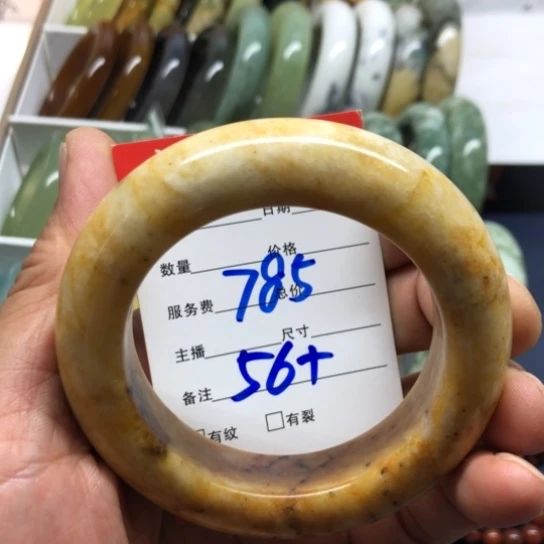 日期
数量 价格
785
服务费 总价
主播 尺寸
56+
备注
有纹 有裂